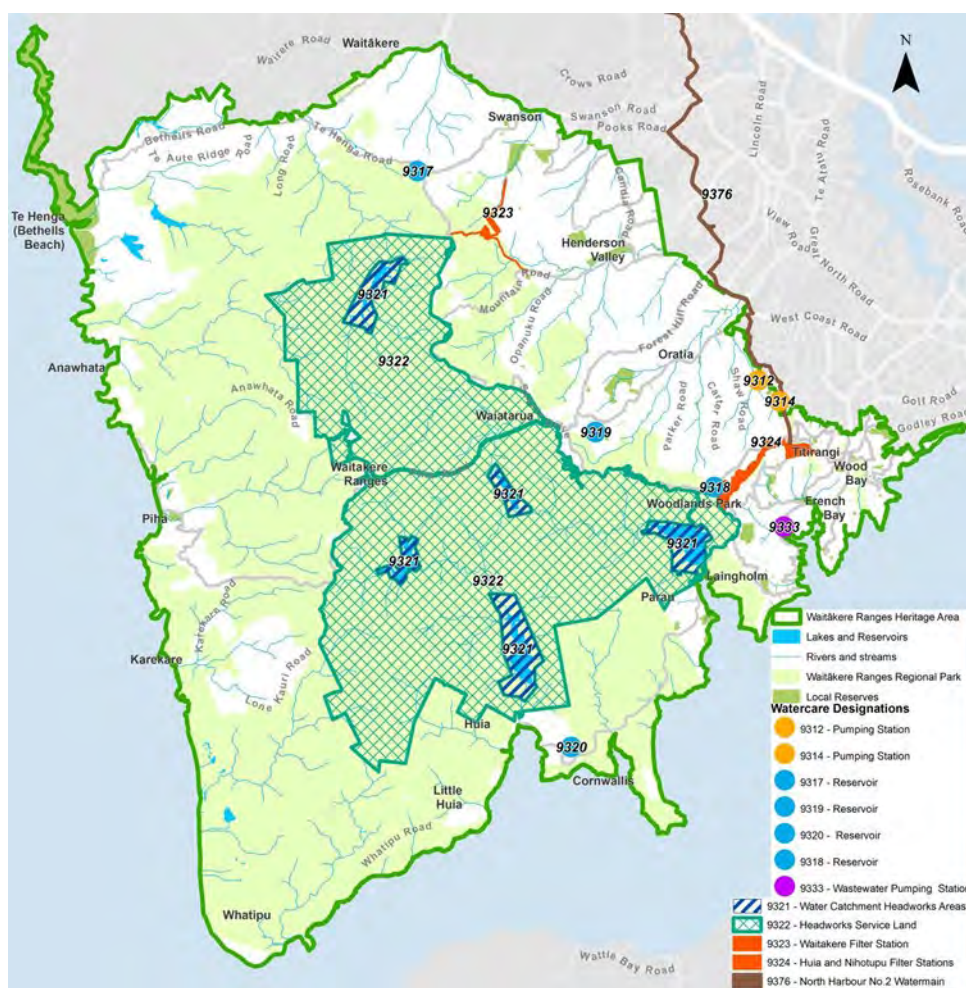 Waitākere
Wairere Road
N
Crows Road
Swanson
Swanson Road
Pooks Road
Lincoln Road
Te Atatu Road
Rosebank Road
Bethells Road
Te Aute Ridge Road
Long Road
Te Henga Road
9317
Candia Road
9376
9323
Te Henga
(Bethells
Beach)
Henderson
Valley
View Road
Great North Road
9321
Mountain Road
Opanuku Road
Forest Hill Road
West Coast Road
9322
Oratia
Anawhata
Anawhata Road
Parker Road
Carter Road
Shaw Road
9312
9314
Golf Road
Godley Road
Waiatarua
9319
9324
Titirangi
Wood
Bay
Waitakere
Ranges
9321
9318
Woodlands Park
French
Bay
Piha
9333
9321
9321
Laingholm
9322
Parau
Karekare Road
Karekare
Lone Kauri Road
9321
Huia
9320
Cornwallis
Little
Huia
Whatipu Road
Whatipu
Wattle Bay Road
Waitākere Ranges Heritage Area
Lakes and Reservoirs
Rivers and streams
Waitākere Ranges Regional Park
Local Reserves
Watercare Designations
9312 - Pumping Station
9314 - Pumping Station
9317 - Reservoir
9319 - Reservoir
9320 - Reservoir
9318 - Reservoir
9333 - Wastewater Pumping Station
9321 - Water Catchment Headworks Areas
9322 - Headworks Service Land
9323 - Waitakere Filter Station
9324 - Huia and Nihotupu Filter Stations
9376 - North Harbour No.2 Watermain